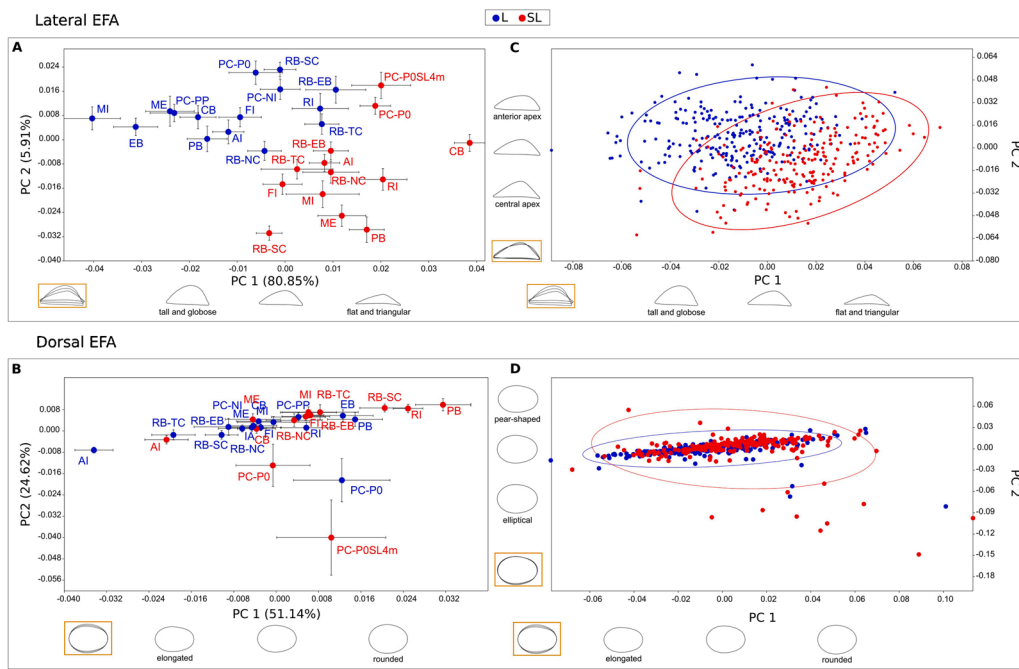 Lateral EFA
L SL
A
PC 2 (5.91%)
0.024
0.016
0.008
0.000
-0.008
-0.016
-0.024
-0.032
-0.040
PC-P0
RB-SC
PC-P0SL4m
PC-NI
RB-EB
MI
ME
PC-PP
CB
FI
RI
PC-P0
EB
PB
AI
RB-TC
RB-NC
RB-EB
RB-TC
AI
CB
RB-NC
FI
MI
RI
ME
RB-SC
PB
-0.04 -0.03 -0.02 -0.01 0.00 0.01 0.02 0.03 0.04
PC 1 (80.85%)
tall and globose
flat and triangular
C
anterior apex
central apex
0.064
0.048
0.032
0.016
0.000
-0.016
-0.032
-0.048
-0.064
-0.080
PC 2
-0.08 -0.06 -0.04 -0.02 0.00 0.02 0.04 0.06 0.08
PC 1
tall and globose
flat and triangular
Dorsal EFA
B
PC2 (24.62%)
0.008
0.000
-0.008
-0.016
-0.024
-0.032
-0.040
-0.048
-0.056
PC-NI
ME
CB
MI
PC-PP
MI
RB-TC
EB
RB-SC
PB
RB-TC
RB-EB
ME
RI
AI
AI
RB-SC
IA
FI
CB
RB-NC
RB-NC
FI
RI
RB-EB
PB
PC-P0
PC-P0
PC-P0SL4m
-0.040 -0.032 -0.024 -0.016 -0.008 0.000 0.008 0.016 0.024 0.032
PC 1 (51.14%)
elongated
rounded
D
pear-shaped
elliptical
0.06
0.03
0.00
-0.03
-0.06
-0.09
-0.12
-0.15
-0.18
PC 2
-0.06 -0.04 -0.02 0.00 0.02 0.04 0.06 0.08 0.10
PC 1
elongated
rounded